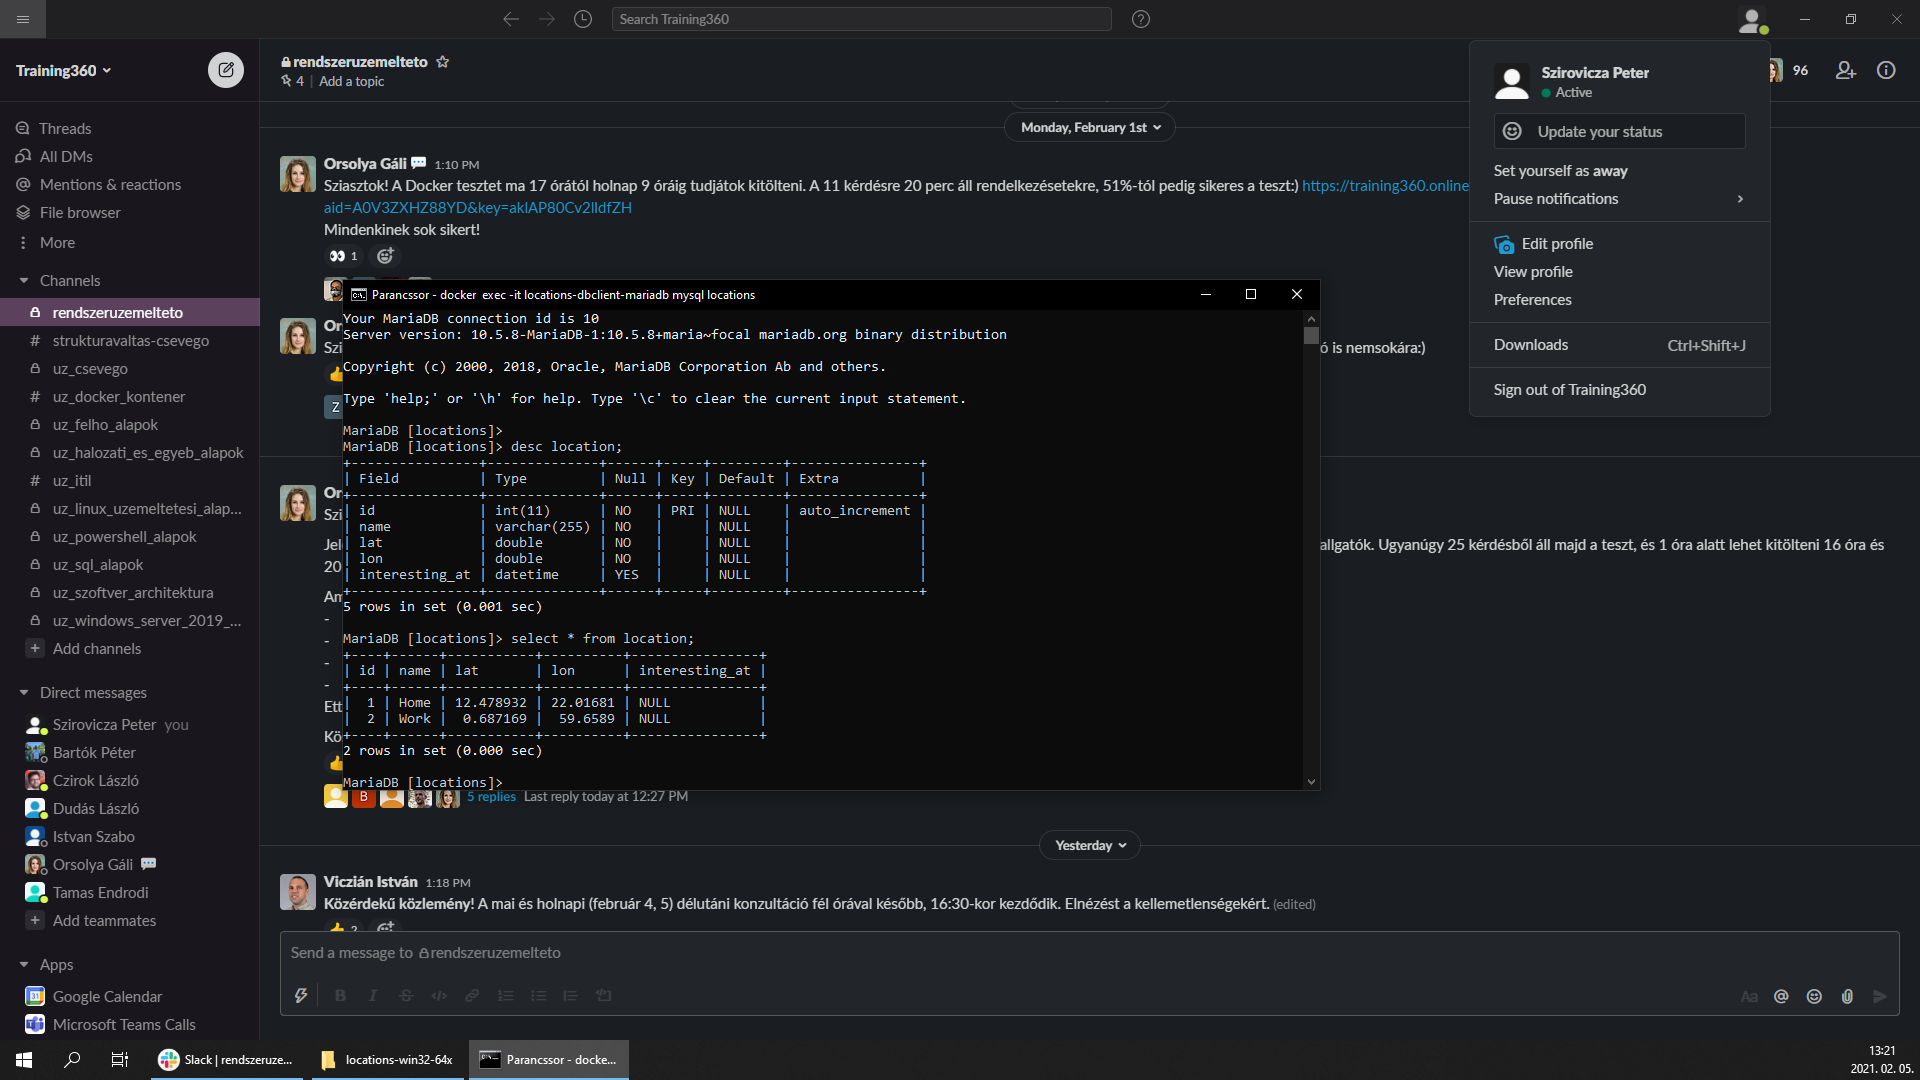 Search Training360
Training360
rendszeruzemelteto
4 | Add a topic
96
Threads
All DMs
Mentions & reactions
File browser
More
Channels
rendszeruzemelteto
# strukturavaltas-csevego
uz_csevego
# uz_docker_kontener
uz_felho_alapok
uz_halozati_es_egyeb_alapok
# uz_itil
uz_linux_uzemeltetesi_alap...
uz_powershell_alapok
uz_sql_alapok
uz_szoftver_architektura
uz_windows_server_2019_...
+ Add channels
Direct messages
Szirovicza Peter you
Bartók Péter
Czirok László
Dudás László
Istvan Szabo
Orsolya Gáli
Tamas Endrodi
+ Add teammates
Apps
Google Calendar
Microsoft Teams Calls
Monday, February 1st
Orsolya Gáli 1:10 PM
Sziasztok! A Docker tesztet ma 17 órától holnap 9 óráig tudjátok kitölteni. A 11 kérdésre 20 perc áll rendelkezésetekre, 51%-tól pedig sikeres a teszt:) https://training360.online
aid=A0V3ZXHZ88YD&key=aklAP80Cv2lldfZH
Mindenkinek sok sikert!
1
Or
Szi
ó is nemsokára:)
Z
Or
Szi
Jel
allgatók. Ugyanúgy 25 kérdésből áll majd a teszt, és 1 óra alatt lehet kitölteni 16 óra és
20
Am
-
-
-
-
Ett
Kö
B
5 replies Last reply today at 12:27 PM
Yesterday
Viczián István 1:18 PM
Közérdekű közlemény! A mai és holnapi (február 4, 5) délutáni konzultáció fél órával később, 16:30-kor kezdődik. Elnézést a kellemetlenségekért. (edited)
2
Send a message to rendszeruzemelteto
B I S </>
Aa @
Parancssor - docker exec -it locations-dbclient-mariadb mysql locations
Your MariaDB connection id is 10
Server version: 10.5.8-MariaDB-1:10.5.8+maria~focal mariadb.org binary distribution
Copyright (c) 2000, 2018, Oracle, MariaDB Corporation Ab and others.
Type 'help;' or '\h' for help. Type '\c' to clear the current input statement.
MariaDB [locations]>
MariaDB [locations]> desc location;
+----------------+--------------+------+-----+---------+----------------+
| Field          | Type         | Null | Key | Default | Extra          |
+----------------+--------------+------+-----+---------+----------------+
| id             | int(11)      | NO   | PRI | NULL    | auto_increment |
| name           | varchar(255) | NO   |     | NULL    |                |
| lat            | double       | NO   |     | NULL    |                |
| lon            | double       | NO   |     | NULL    |                |
| interesting_at | datetime     | YES  |     | NULL    |                |
+----------------+--------------+------+-----+---------+----------------+
5 rows in set (0.001 sec)
MariaDB [locations]> select * from location;
+----+------+-----------+----------+----------------+
| id | name | lat       | lon      | interesting_at |
+----+------+-----------+----------+----------------+
|  1 | Home | 12.478932 | 22.01681 | NULL           |
|  2 | Work |  0.687169 |  59.6589 | NULL           |
+----+------+-----------+----------+----------------+
2 rows in set (0.000 sec)
MariaDB [locations]>
Szirovicza Peter
Active
Update your status
Set yourself as away
Pause notifications
Edit profile
View profile
Preferences
Downloads Ctrl+Shift+J
Sign out of Training360
Slack | rendszeruze...
locations-win32-64x
Parancssor - docke...
13:21
2021. 02. 05.